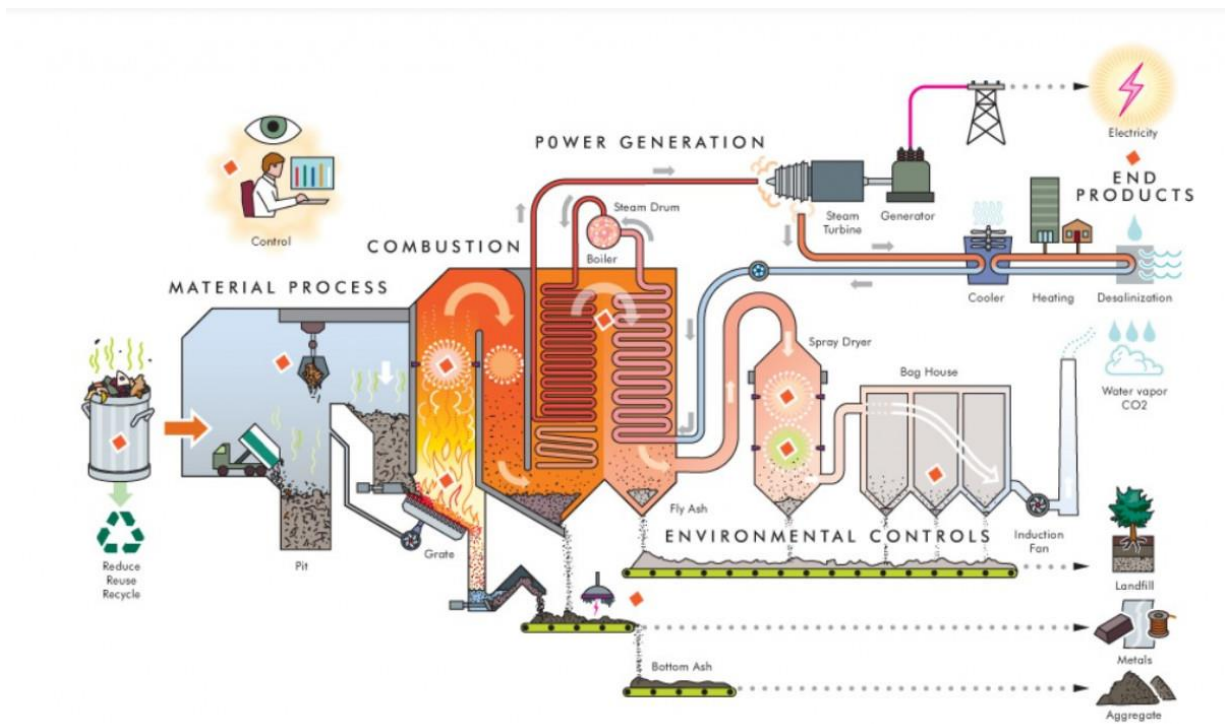 Electricity
POWER GENERATION
END
PRODUCTS
Steam Drum
Steam
Turbine
Generator
Control
COMBUSTION
Boiler
MATERIAL PROCESS
Cooler
Heating
Desalinization
Spray Dryer
Bag House
Water vapor
CO2
Fly Ash
ENVIRONMENTAL CONTROLS
Induction
Fan
Grate
Pit
Reduce
Reuse
Recycle
Landfill
Bottom Ash
Metals
Aggregate